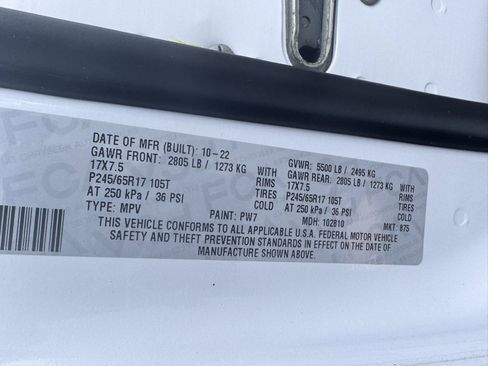 DATE OF MFR (BUILT): 10-22 GVWR: 5500 LB / 2495 KG
GAWR FRONT: 2805 LB / 1273 KG WITH GAWR REAR: 2805 LB / 1273 KG WITH
17X7.5 RIMS 17X7.5 RIMS
P245/65R17 105T TIRES P245/65R17 105T TIRES
AT 250 kPa / 36 PSI COLD AT 250 kPa / 36 PSI COLD
TYPE: MPV PAINT: PW7 MDH: 102810 MKT: 875
THIS VEHICLE CONFORMS TO ALL APPLICABLE U.S.A. FEDERAL MOTOR VEHICLE
SAFETY AND THEFT PREVENTION STANDARDS IN EFFECT ON THE DATE OF
MANUFACTURE SHOWN ABOVE.